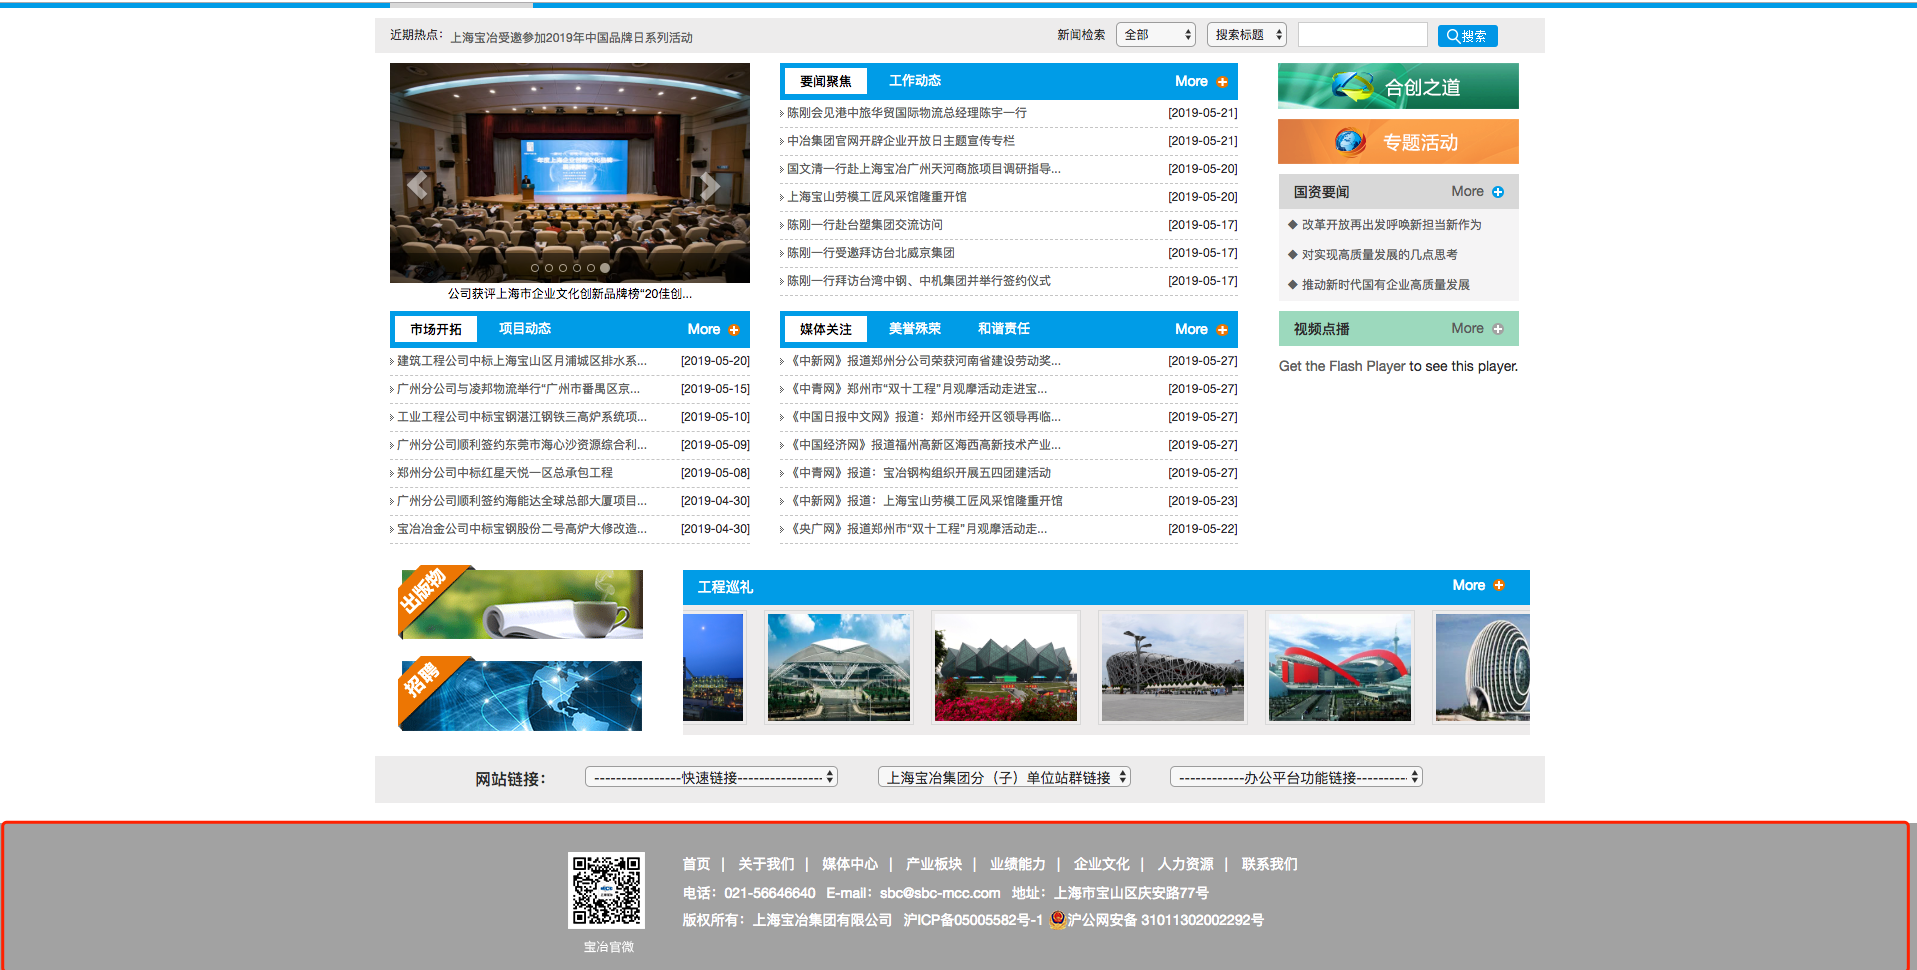 近期热点：
上海宝冶受邀参加2019年中国品牌日系列活动
新闻检索
全部
搜索标题
搜索
公司获评上海市企业文化创新品牌榜“20佳创...
要闻聚焦 工作动态 More
陈刚会见港中旅华贸国际物流总经理陈宇一行 [2019-05-21]
中冶集团官网开辟企业开放日主题宣传专栏 [2019-05-21]
国文清一行赴上海宝冶广州天河商旅项目调研指导... [2019-05-20]
上海宝山劳模工匠风采馆隆重开馆 [2019-05-20]
陈刚一行赴台塑集团交流访问 [2019-05-17]
陈刚一行受邀拜访台北威京集团 [2019-05-17]
陈刚一行拜访台湾中钢、中机集团并举行签约仪式 [2019-05-17]
合创之道
专题活动
国资要闻 More
改革开放再出发呼唤新担当新作为
对实现高质量发展的几点思考
推动新时代国有企业高质量发展
视频点播 More
Get the Flash Player to see this player.
市场开拓 项目动态 More
建筑工程公司中标上海宝山区月浦城区排水系... [2019-05-20]
广州分公司与凌邦物流举行“广州市番禺区京... [2019-05-15]
工业工程公司中标宝钢湛江钢铁三高炉系统项... [2019-05-10]
广州分公司顺利签约东莞市海心沙资源综合利... [2019-05-09]
郑州分公司中标红星天悦一区总承包工程 [2019-05-08]
广州分公司顺利签约海能达全球总部大厦项目... [2019-04-30]
宝冶冶金公司中标宝钢股份二号高炉大修改造... [2019-04-30]
媒体关注 美誉殊荣 和谐责任 More
《中新网》报道郑州分公司荣获河南省建设劳动奖... [2019-05-27]
《中青网》郑州市“双十工程”月观摩活动走进宝... [2019-05-27]
《中国日报中文网》报道：郑州市经开区领导再临... [2019-05-27]
《中国经济网》报道福州高新区海西高新技术产业... [2019-05-27]
《中青网》报道：宝冶钢构组织开展五四团建活动 [2019-05-27]
《中新网》报道：上海宝山劳模工匠风采馆隆重开馆 [2019-05-23]
《央广网》报道郑州市“双十工程”月观摩活动走... [2019-05-22]
出版物
招聘
工程巡礼 More
网站链接：
----------------快速链接----------------
上海宝冶集团分（子）单位站群链接
------------办公平台功能链接----------
首页 | 关于我们 | 媒体中心 | 产业板块 | 业绩能力 | 企业文化 | 人力资源 | 联系我们
电话：021-56646640 E-mail：sbc@sbc-mcc.com 地址：上海市宝山区庆安路77号
版权所有：上海宝冶集团有限公司 沪ICP备05005582号-1 沪公网安备 31011302002292号
宝冶官微